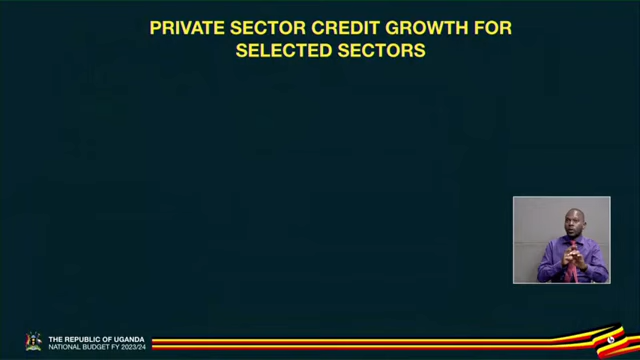 PRIVATE SECTOR CREDIT GROWTH FOR
SELECTED SECTORS
THE REPUBLIC OF UGANDA
NATIONAL BUDGET FY 2023/24